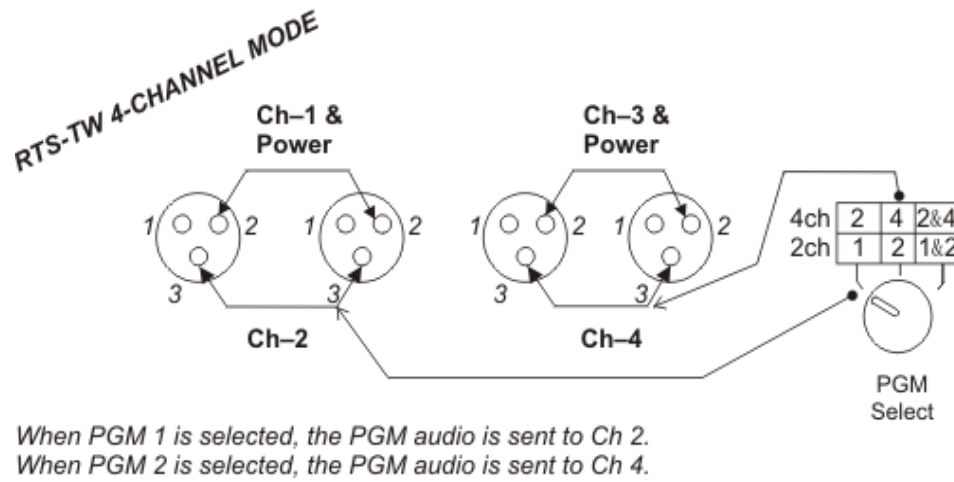 RTS-TW 4-CHANNEL MODE
Ch–1 &
Power
Ch–3 &
Power
1 2 1 2 1 2 1 2
3 3 3 3
Ch–2
Ch–4
4ch 2 4 2&4
2ch 1 2 1&2
PGM
Select
When PGM 1 is selected, the PGM audio is sent to Ch 2.
When PGM 2 is selected, the PGM audio is sent to Ch 4.